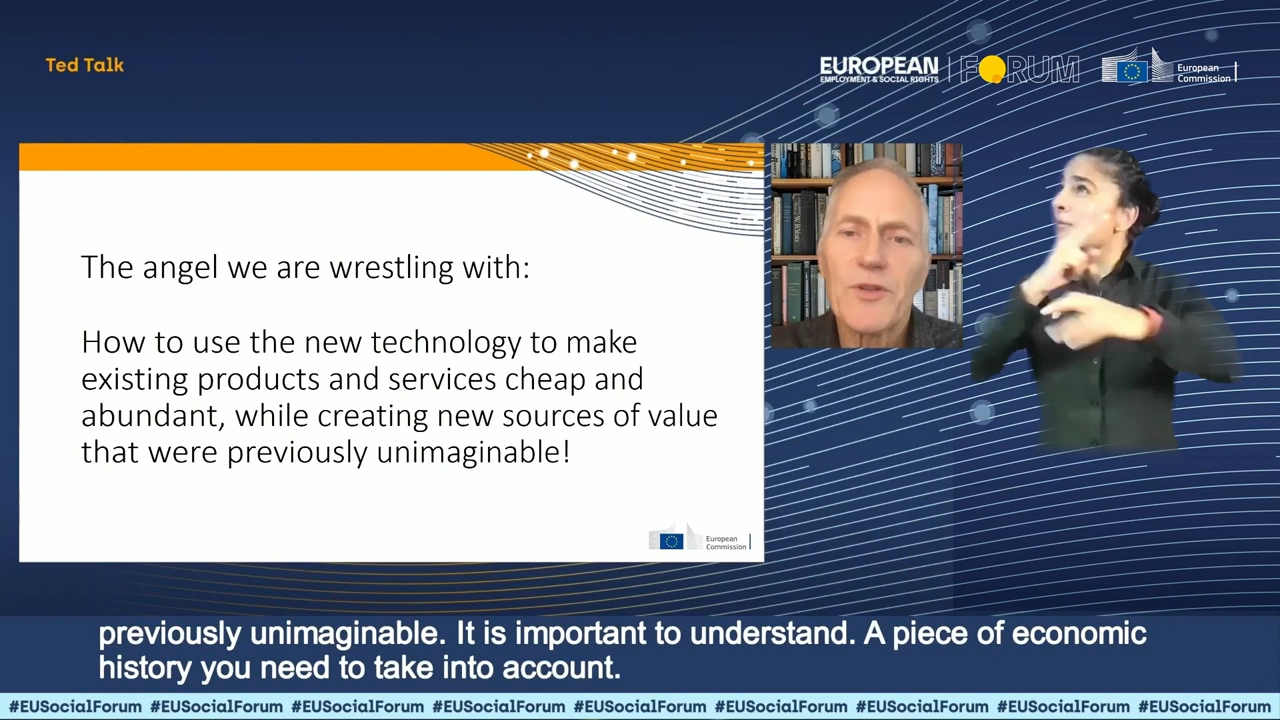 Ted Talk
EUROPEAN
EMPLOYMENT & SOCIAL RIGHTS
FORUM
European
Commission
The angel we are wrestling with:
How to use the new technology to make
existing products and services cheap and
abundant, while creating new sources of value
that were previously unimaginable!
European
Commission
previously unimaginable. It is important to understand. A piece of economic
history you need to take into account.
#EUSocialForum #EUSocialForum #EUSocialForum #EUSocialForum #EUSocialForum #EUSocialForum #EUSocialForum #EUSocialForum #EUSocialForum